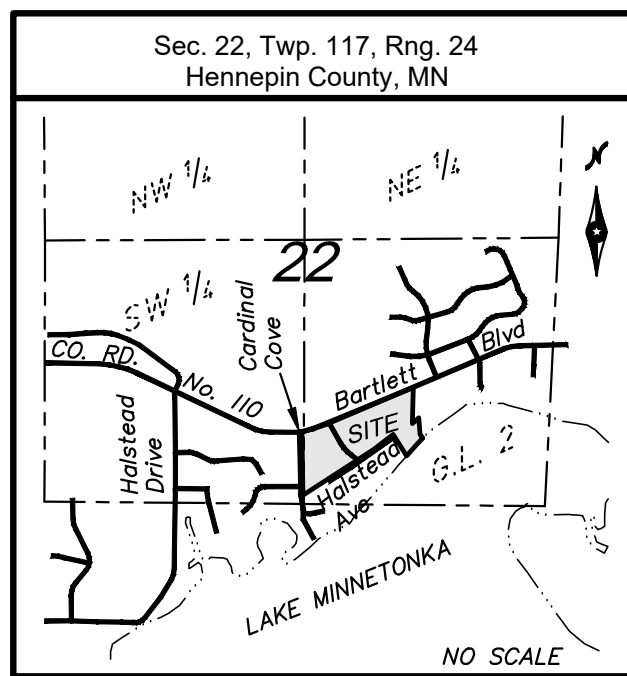 Sec. 22, Twp. 117, Rng. 24
Hennepin County, MN
NW 1/4
NE 1/4
N
22
SW 1/4
Cardinal
Cove
CO. RD.
No. 110
Bartlett
Blvd
SITE
Halstead
Drive
Halstead
Ave
G.L. 2
LAKE MINNETONKA
NO SCALE